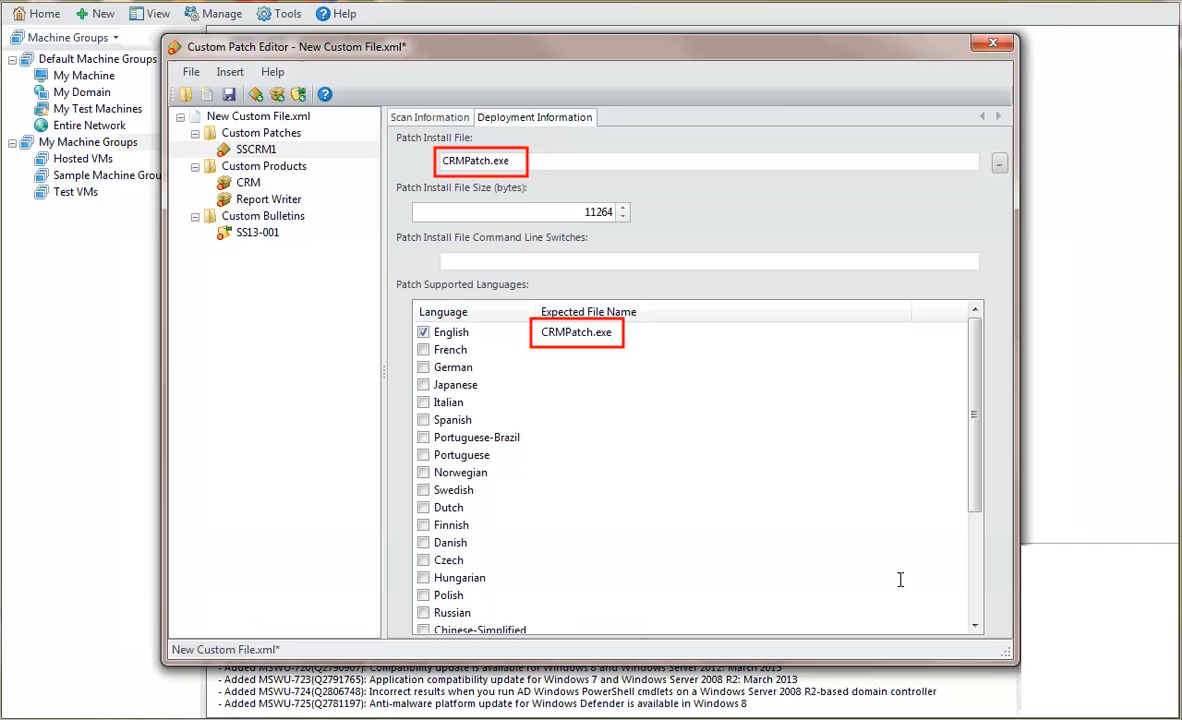 Home New View Manage Tools Help
Machine Groups
Default Machine Groups
My Machine
My Domain
My Test Machines
Entire Network
My Machine Groups
Hosted VMs
Sample Machine Grou
Test VMs
Custom Patch Editor - New Custom File.xml*
File Insert Help
New Custom File.xml
Custom Patches
SSCRM1
Custom Products
CRM
Report Writer
Custom Bulletins
SS13-001
Scan Information Deployment Information
Patch Install File:
CRMPatch.exe
...
Patch Install File Size (bytes):
11264
Patch Install File Command Line Switches:
Patch Supported Languages:
Language Expected File Name
English CRMPatch.exe
French
German
Japanese
Italian
Spanish
Portuguese-Brazil
Portuguese
Norwegian
Swedish
Dutch
Finnish
Danish
Czech
Hungarian
Polish
Russian
Chinese-Simplified
New Custom File.xml*
- Added MSWU-720(Q2790907): Compatibility update is available for Windows 8 and Windows Server 2012: March 2013
- Added MSWU-723(Q2791765): Application compatibility update for Windows 7 and Windows Server 2008 R2: March 2013
- Added MSWU-724(Q2806748): Incorrect results when you run AD Windows PowerShell cmdlets on a Windows Server 2008 R2-based domain controller
- Added MSWU-725(Q2781197): Anti-malware platform update for Windows Defender is available in Windows 8